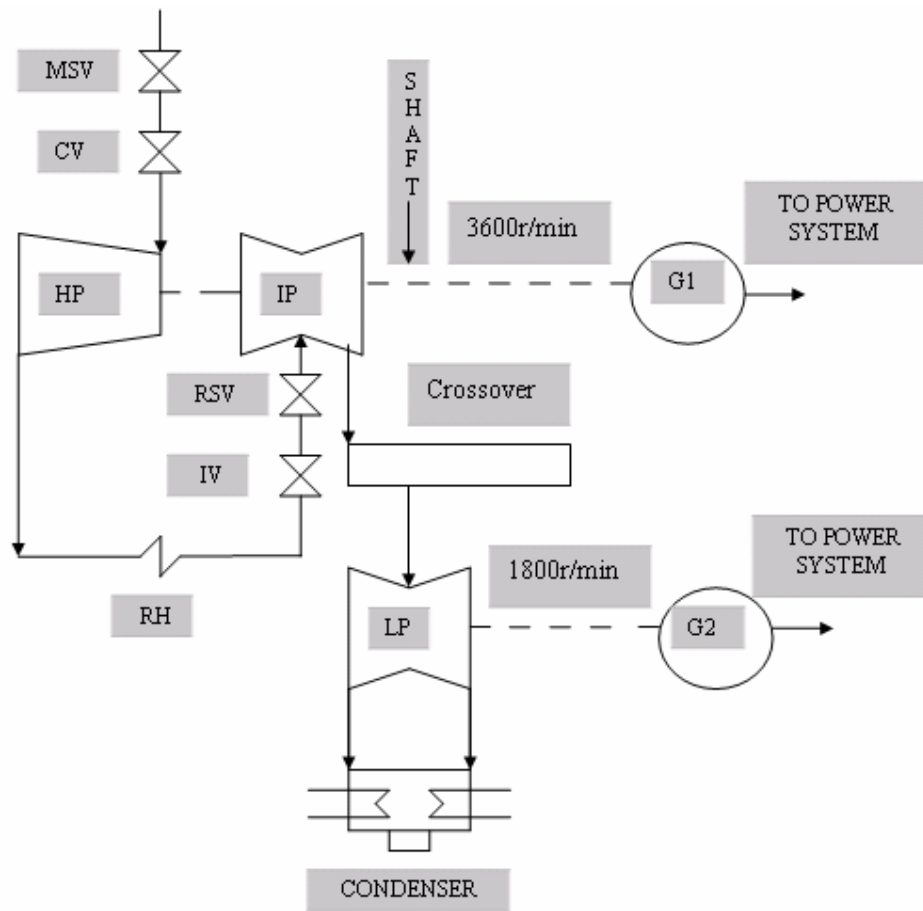 MSV
CV
SHAFT
3600r/min
TO POWER
SYSTEM
HP
IP
G1
RSV
Crossover
IV
TO POWER
SYSTEM
1800r/min
RH
LP
G2
CONDENSER